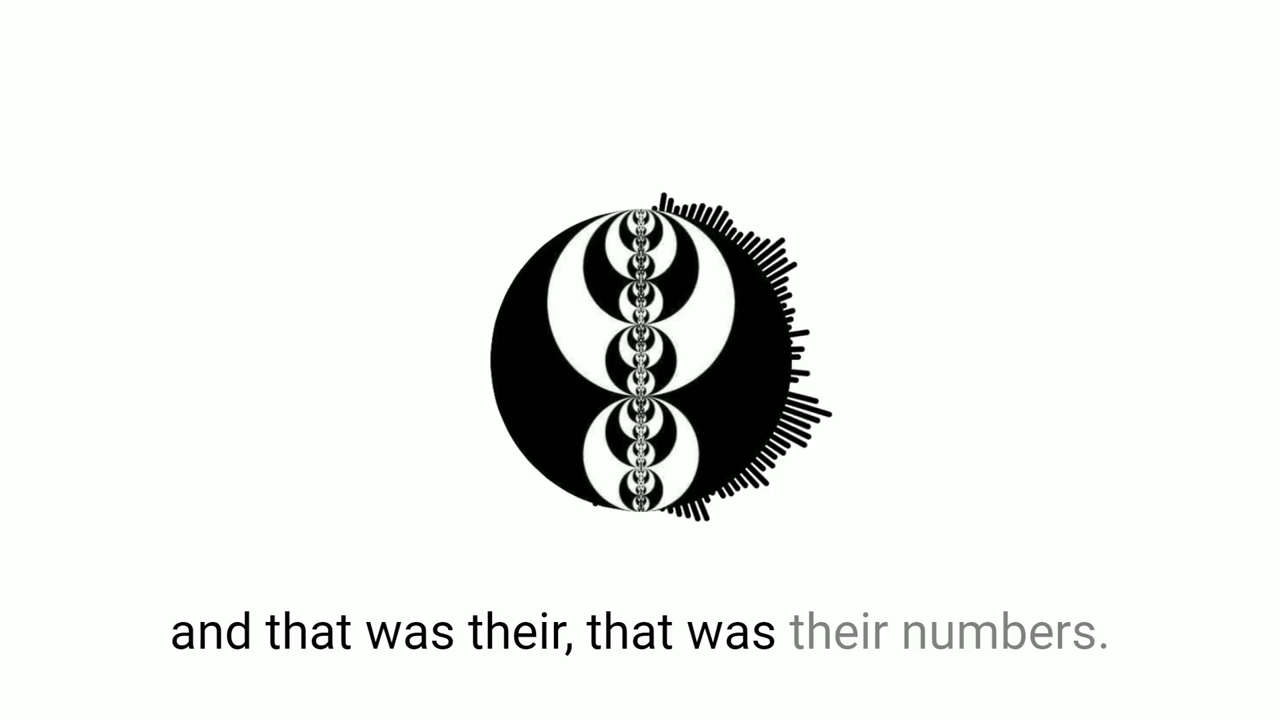 and that was their, that was their numbers.